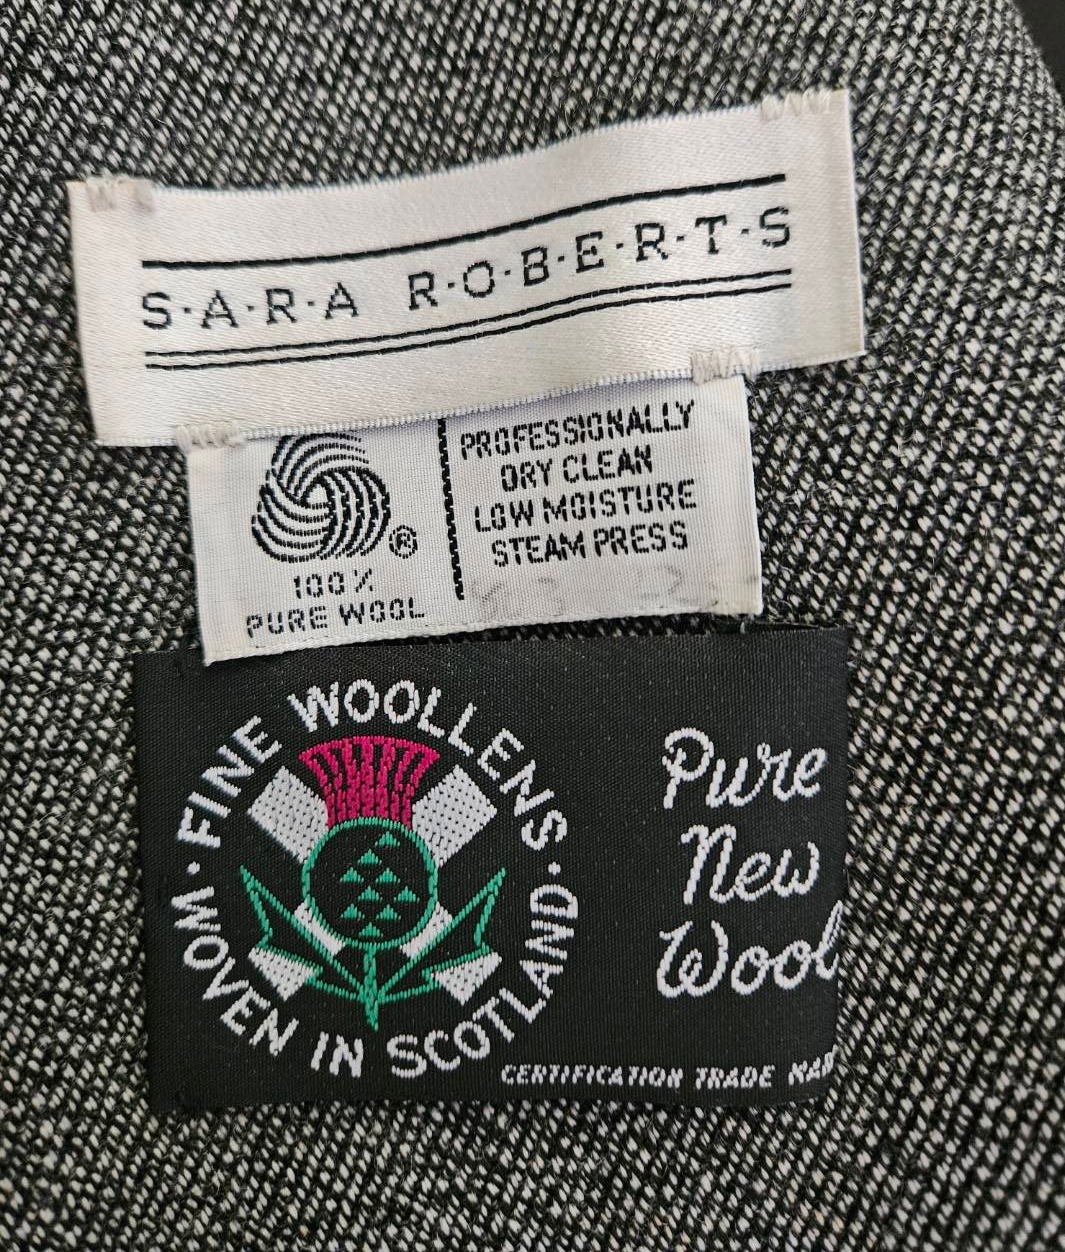 S·A·R·A R·O·B·E·R·T·S
®
100%
PURE WOOL
PROFESSIONALLY
DRY CLEAN
LOW MOISTURE
STEAM PRESS
· FINE WOOLLENS ·
WOVEN IN SCOTLAND
Pure
New
Wool
CERTIFICATION TRADE MAR